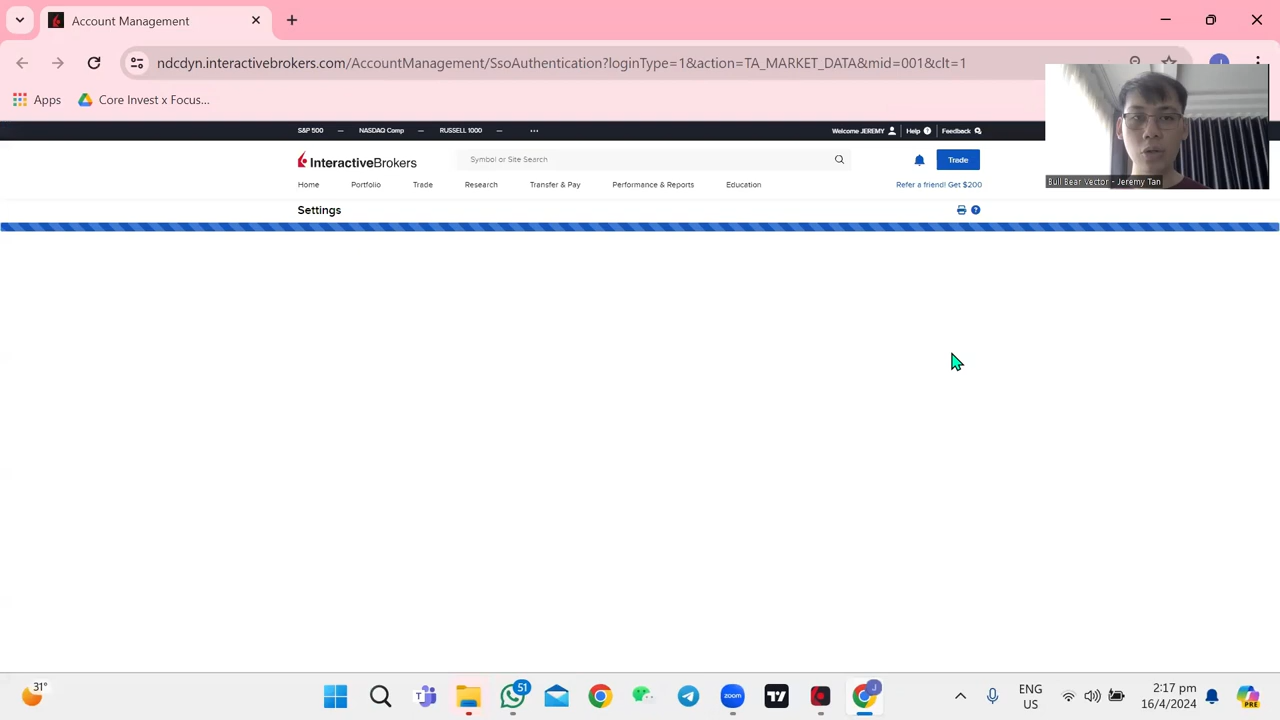 Account Management
ndcdyn.interactivebrokers.com/AccountManagement/SsoAuthentication?loginType=1&action=TA_MARKET_DATA&mid=001&clt=1
Apps
Core Invest x Focus...
S&P 500 — NASDAQ Comp — RUSSELL 1000 — ...
Welcome JEREMY Help Feedback
InteractiveBrokers
Symbol or Site Search
Trade
Bull Bear Vector - Jeremy Tan
Home Portfolio Trade Research Transfer & Pay Performance & Reports Education
Refer a friend! Get $200
Settings
31°
51
J
ENG
US
2:17 pm
16/4/2024
PRE